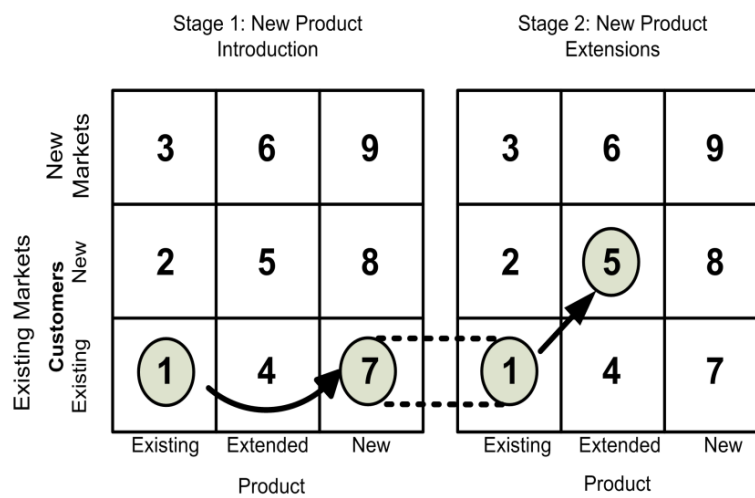 Stage 1: New Product
Introduction
Stage 2: New Product
Extensions
New
Markets
Existing Markets
Customers
New
Existing
3 6 9
2 5 8
1 4 7
Existing Extended New
Product
3 6 9
2 5 8
1 4 7
Existing Extended New
Product